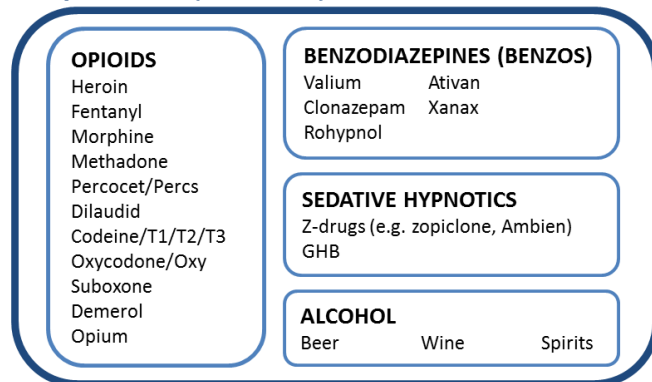 OPIOIDS
Heroin
Fentanyl
Morphine
Methadone
Percocet/Percs
Dilaudid
Codeine/T1/T2/T3
Oxycodone/Oxy
Suboxone
Demerol
Opium
BENZODIAZEPINES (BENZOS)
Valium Ativan
Clonazepam Xanax
Rohypnol
SEDATIVE HYPNOTICS
Z-drugs (e.g. zopiclone, Ambien)
GHB
ALCOHOL
Beer Wine Spirits